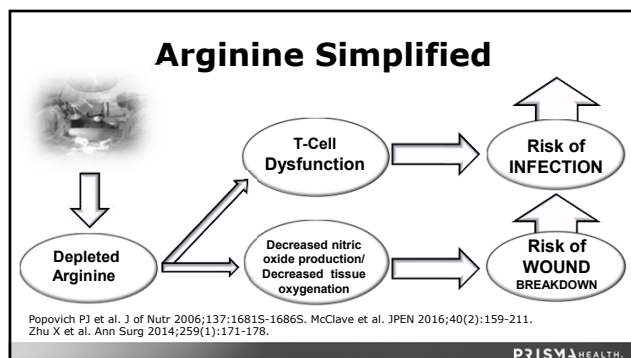 Arginine Simplified
T-Cell
Dysfunction
Risk of
INFECTION
Depleted
Arginine
Decreased nitric
oxide production/
Decreased tissue
oxygenation
Risk of
WOUND
BREAKDOWN
Popovich PJ et al. J of Nutr 2006;137:1681S-1686S. McClave et al. JPEN 2016;40(2):159-211.
Zhu X et al. Ann Surg 2014;259(1):171-178.
PRISMAHEALTH.